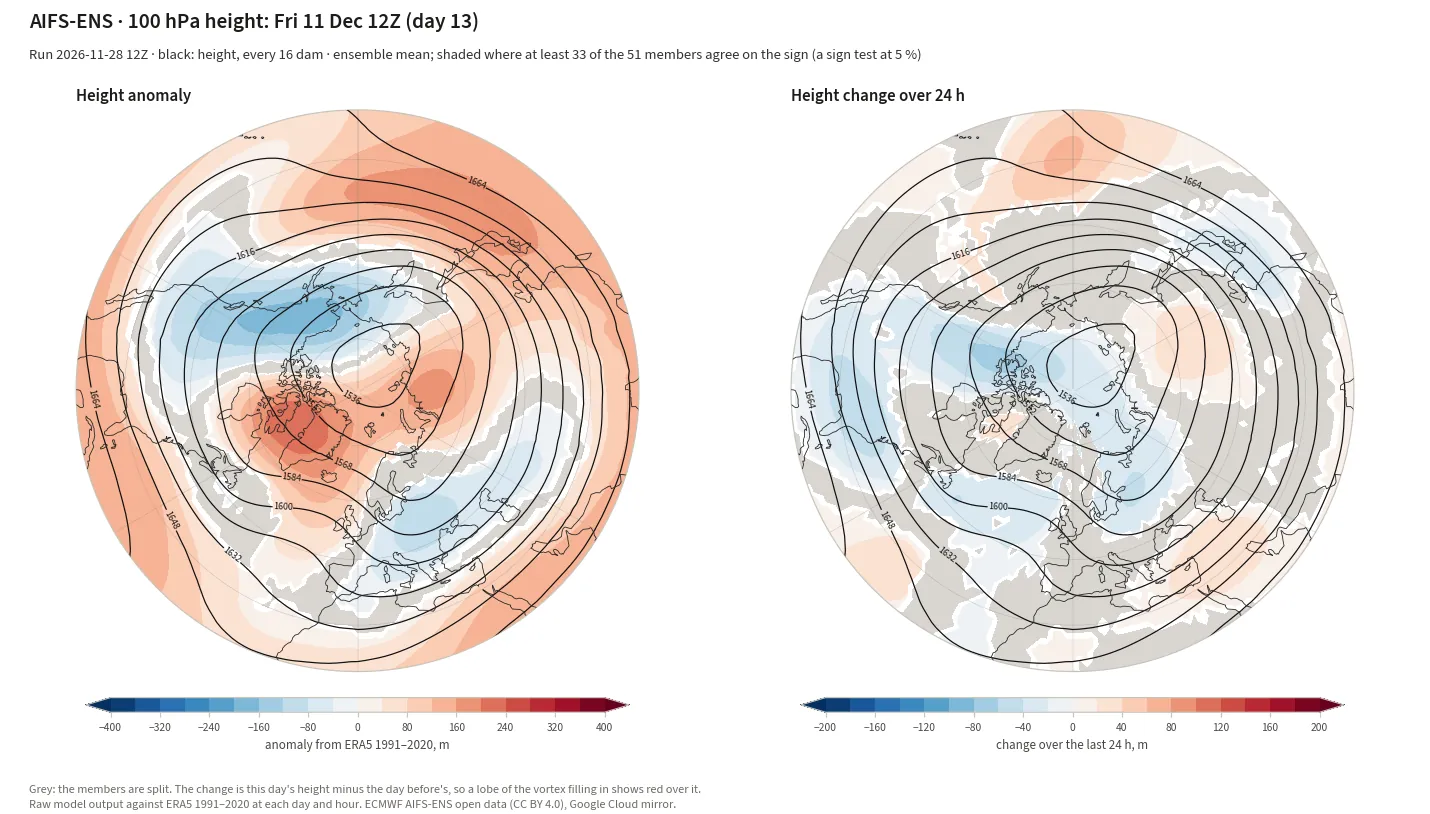 AIFS-ENS · 100 hPa height: Fri 11 Dec 12Z (day 13)
Run 2026-11-28 12Z · black: height, every 16 dam · ensemble mean; shaded where at least 33 of the 51 members agree on the sign (a sign test at 5 %)
Height anomaly
Height change over 24 h
1664
1616
1664
1536
1568
1584
1600
1648
1632
1664
1616
1664
1536
1568
1584
1600
1648
1632
−400 −320 −240 −160 −80 0 80 160 240 320 400
anomaly from ERA5 1991–2020, m
−200 −160 −120 −80 −40 0 40 80 120 160 200
change over the last 24 h, m
Grey: the members are split. The change is this day's height minus the day before's, so a lobe of the vortex filling in shows red over it.
Raw model output against ERA5 1991–2020 at each day and hour. ECMWF AIFS-ENS open data (CC BY 4.0), Google Cloud mirror.